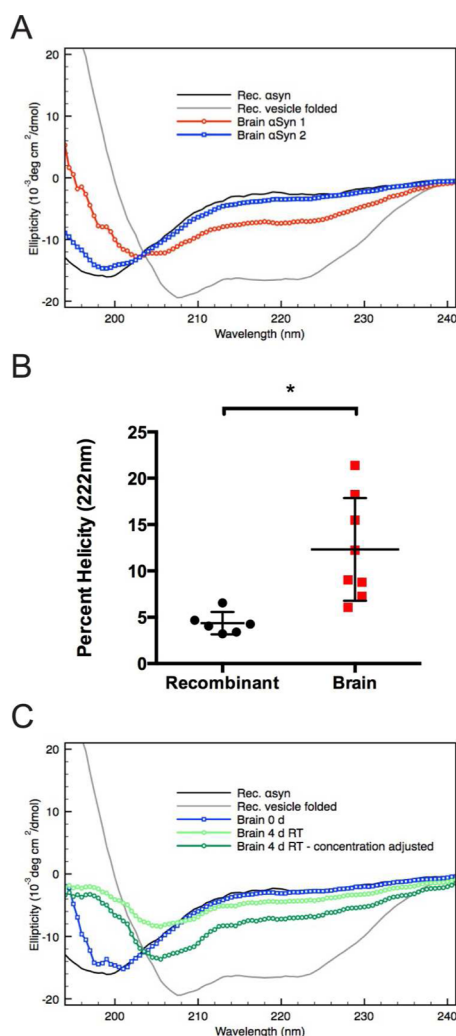 A
20
10
0
-10
-20
Ellipticity (10⁻³deg cm²/dmol)
Rec. αsyn
Rec. vesicle folded
Brain αSyn 1
Brain αSyn 2
200
210
220
230
240
Wavelength (nm)
B
*
25
20
15
10
5
0
Percent Helicity (222nm)
Recombinant
Brain
C
20
10
0
-10
-20
Ellipticity (10⁻³deg cm²/dmol)
Rec. αsyn
Rec. vesicle folded
Brain 0 d
Brain 4 d RT
Brain 4 d RT - concentration adjusted
200
210
220
230
240
Wavelength (nm)